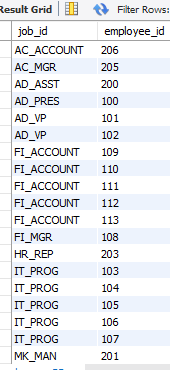 Result Grid Filter Rows:
job_id employee_id
AC_ACCOUNT 206
AC_MGR 205
AD_ASST 200
AD_PRES 100
AD_VP 101
AD_VP 102
FI_ACCOUNT 109
FI_ACCOUNT 110
FI_ACCOUNT 111
FI_ACCOUNT 112
FI_ACCOUNT 113
FI_MGR 108
HR_REP 203
IT_PROG 103
IT_PROG 104
IT_PROG 105
IT_PROG 106
IT_PROG 107
MK_MAN 201